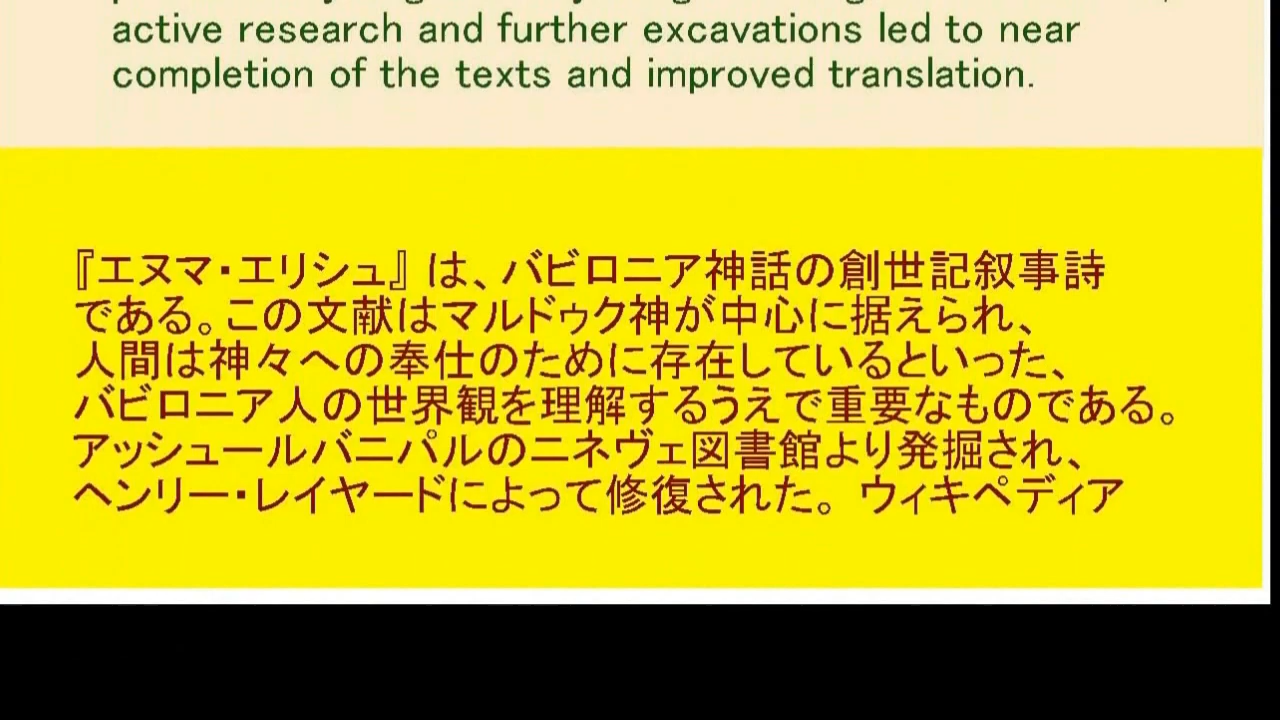 active research and further excavations led to near
completion of the texts and improved translation.
『エヌマ・エリシュ』 は、バビロニア神話の創世記叙事詩
である。この文献はマルドゥク神が中心に据えられ、
人間は神々への奉仕のために存在しているといった、
バビロニア人の世界観を理解するうえで重要なものである。
アッシュールバニパルのニネヴェ図書館より発掘され、
ヘンリー・レイヤードによって修復された。 ウィキペディア